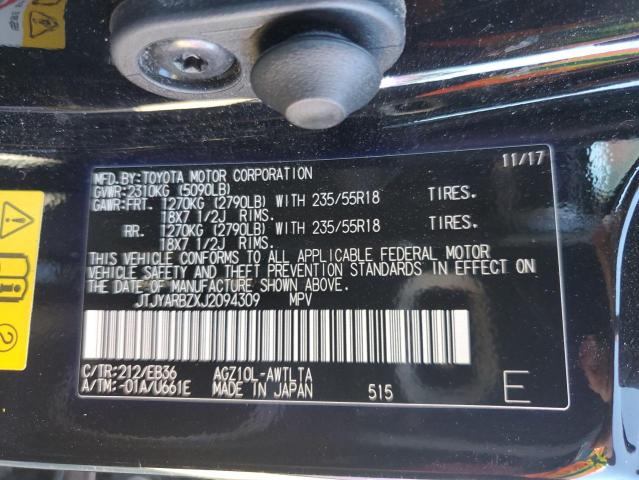 MFD.BY:TOYOTA MOTOR CORPORATION 11/17
GVWR:2310KG (5090LB)
GAWR:FRT. 1270KG (2790LB) WITH 235/55R18 TIRES.
18X7 1/2J RIMS.
RR. 1270KG (2790LB) WITH 235/55R18 TIRES.
18X7 1/2J RIMS.
THIS VEHICLE CONFORMS TO ALL APPLICABLE FEDERAL MOTOR
VEHICLE SAFETY AND THEFT PREVENTION STANDARDS IN EFFECT ON
THE DATE OF MANUFACTURE SHOWN ABOVE.
JTJYARBZXJ2094309 MPV
C/TR:212/EB36 AGZ10L-AWTLTA
A/TM:-01A/U661E MADE IN JAPAN 515 E